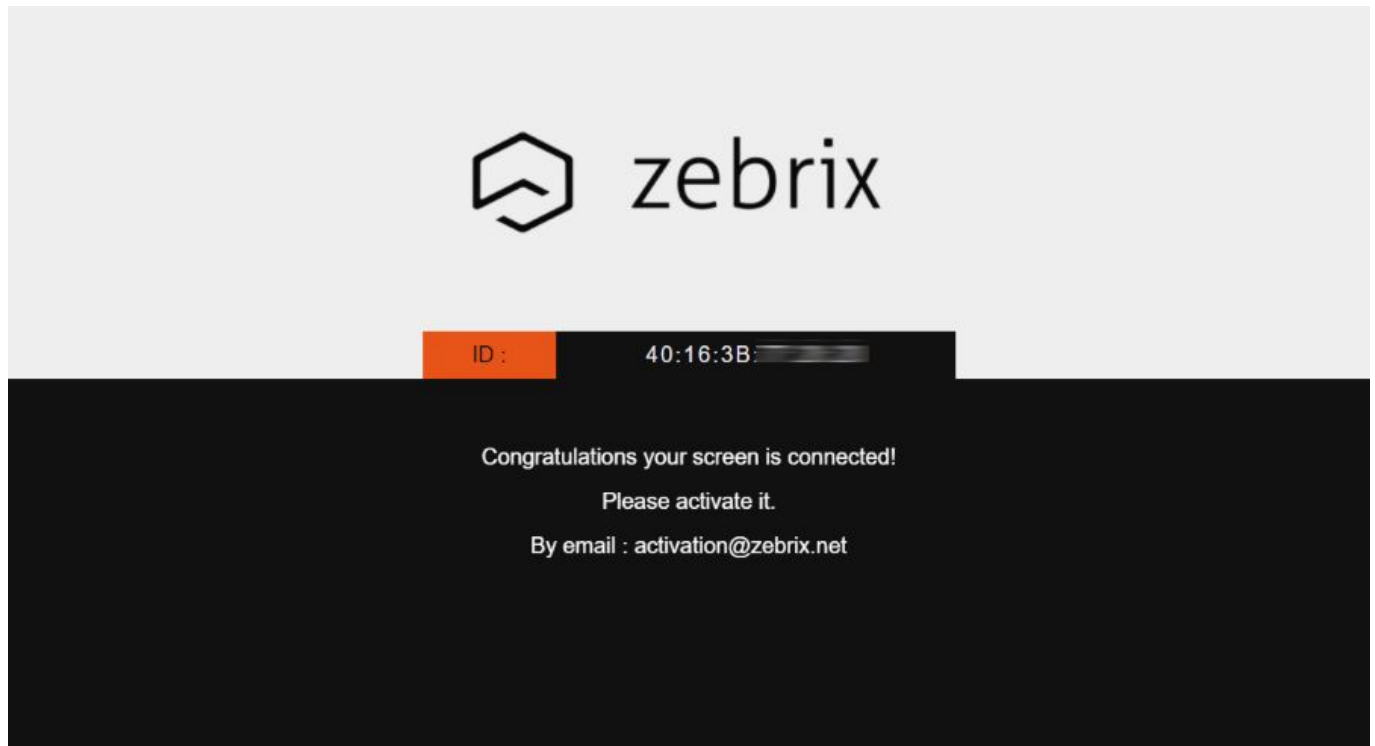 zebrix
ID : 40:16:3B:
Congratulations your screen is connected!
Please activate it.
By email : activation@zebrix.net